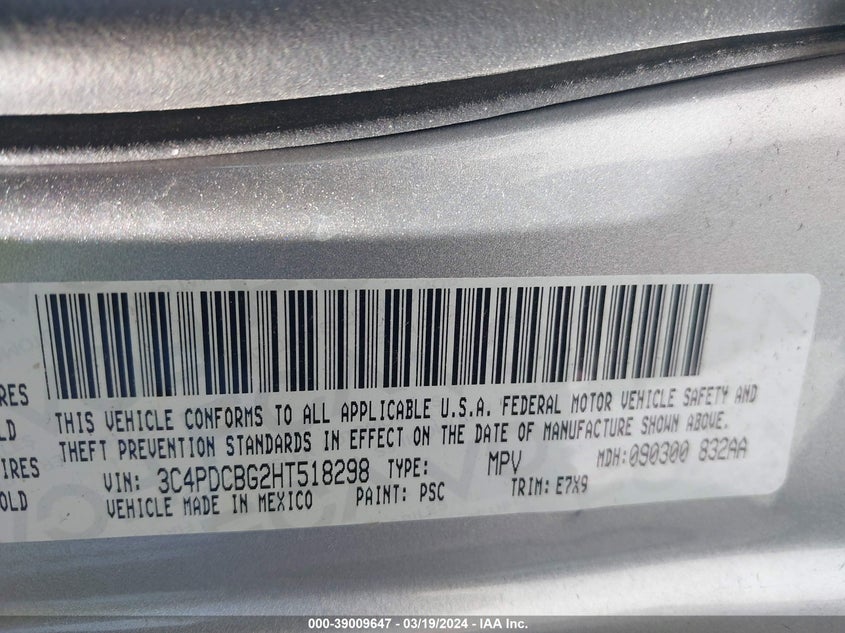 THIS VEHICLE CONFORMS TO ALL APPLICABLE U.S.A. FEDERAL MOTOR VEHICLE SAFETY AND
THEFT PREVENTION STANDARDS IN EFFECT ON THE DATE OF MANUFACTURE SHOWN ABOVE.
VIN: 3C4PDCBG2HT518298 TYPE: MPV MDH: 090300 832AA
VEHICLE MADE IN MEXICO PAINT: PSC TRIM: E7X9
RES
LD
IRES
OLD
000-39009647 - 03/19/2024 - IAA Inc.